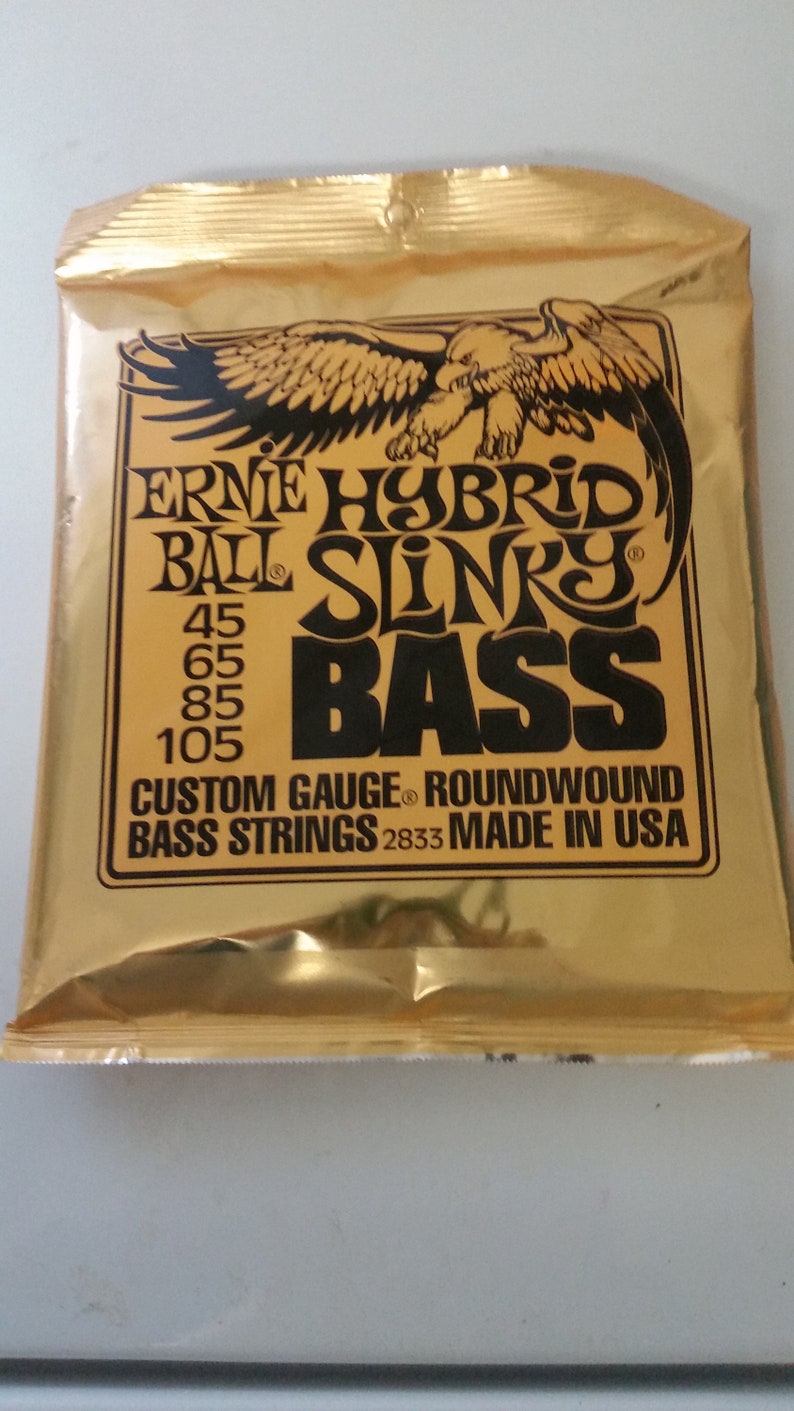 ERNIE
BALL®
HYBRID
SLINKY®
BASS
45
65
85
105
CUSTOM GAUGE® ROUNDWOUND
BASS STRINGS 2833 MADE IN USA